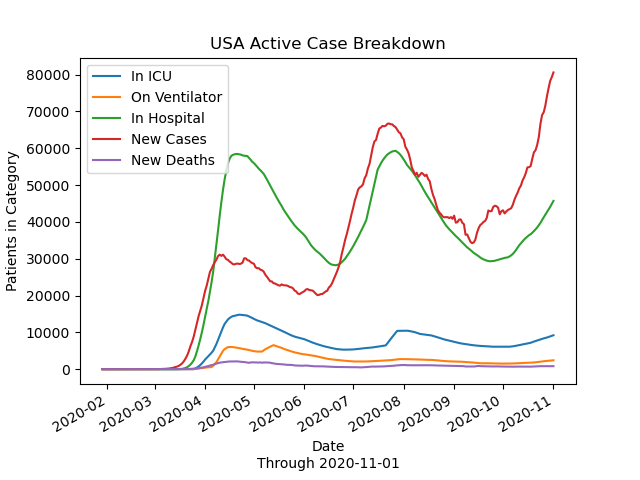 USA Active Case Breakdown
In ICU
On Ventilator
In Hospital
New Cases
New Deaths
Patients in Category
80000
70000
60000
50000
40000
30000
20000
10000
0
2020-02
2020-03
2020-04
2020-05
2020-06
2020-07
2020-08
2020-09
2020-10
2020-11
Date
Through 2020-11-01